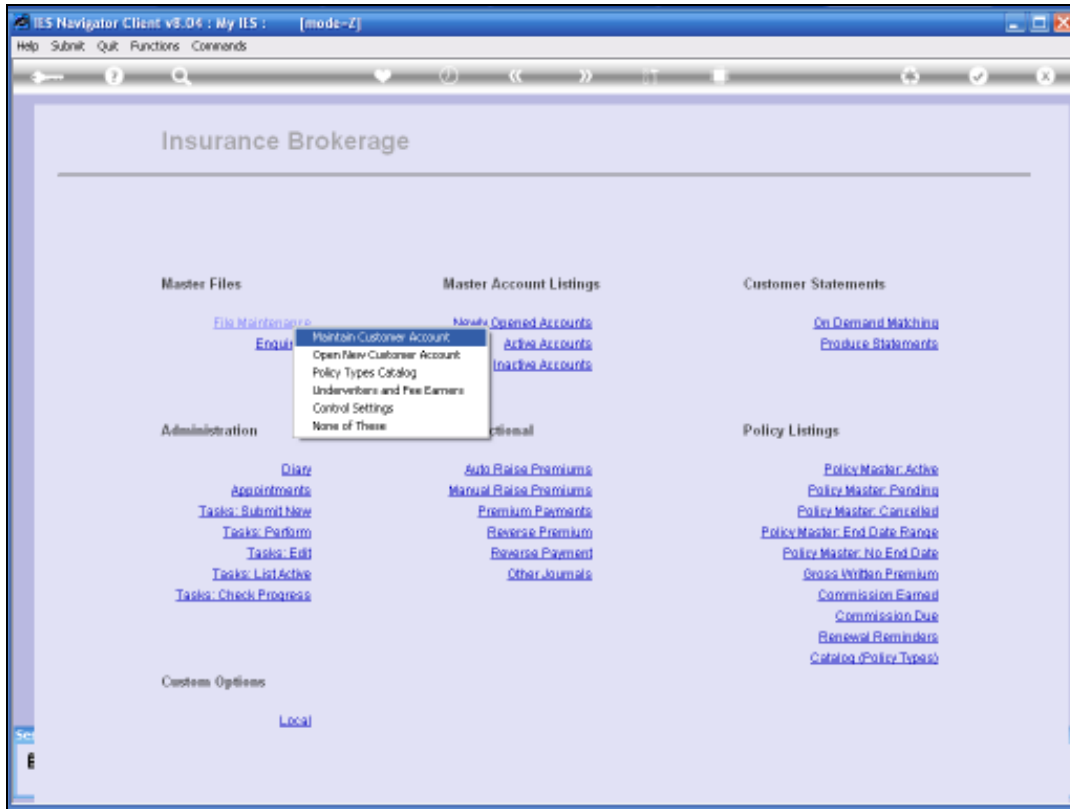 IES Navigator Client v8.04 : My IES : [mode=Z]
Help Submit Quit Functions Commands
Insurance Brokerage
Master Files
Master Account Listings
Customer Statements
File Maintenance
Newly Opened Accounts
On Demand Matching
Active Accounts
Produce Statements
Inactive Accounts
Maintain Customer Account
Open New Customer Account
Policy Types Catalog
Underwriters and Fee Earners
Control Settings
None of These
Administration
Policy Listings
Diary
Auto Raise Premiums
Policy Master: Active
Appointments
Manual Raise Premiums
Policy Master: Pending
Tasks: Submit New
Premium Payments
Policy Master: Cancelled
Tasks: Perform
Reverse Premium
Policy Master: End Date Range
Tasks: Edit
Reverse Payment
Policy Master: No End Date
Tasks: List Active
Other Journals
Gross Written Premium
Tasks: Check Progress
Commission Earned
Commission Due
Renewal Reminders
Catalog (Policy Types)
Custom Options
Local